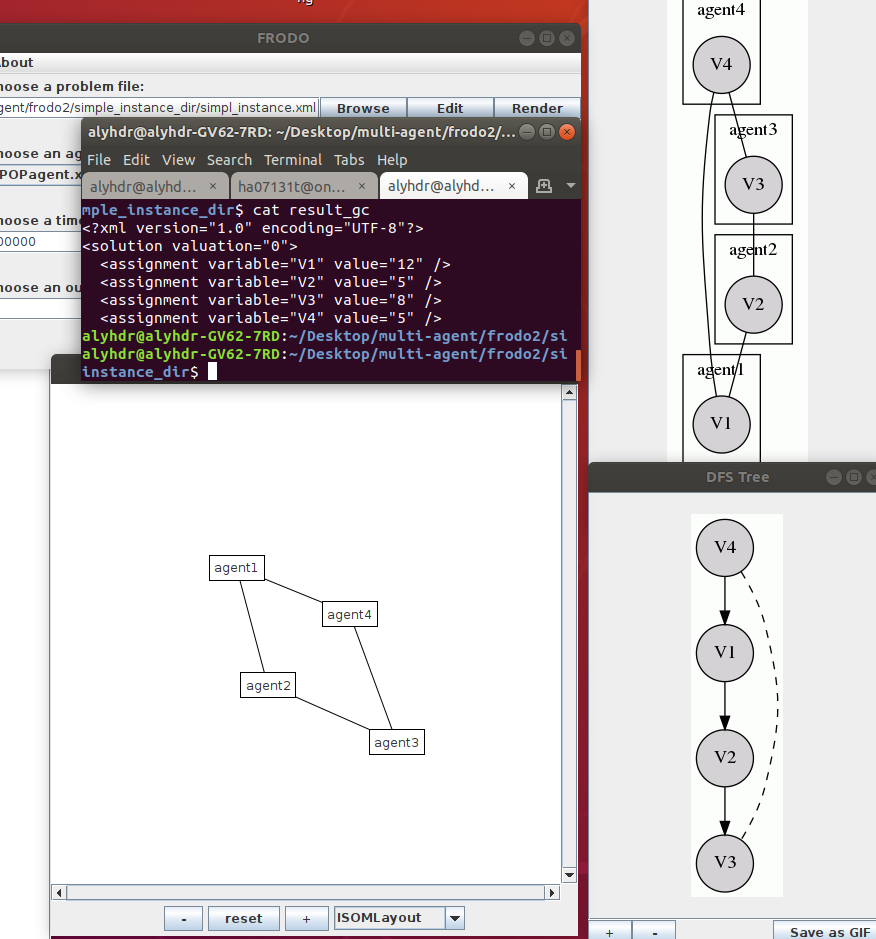 FRODO
About
hoose a problem file:
gent/frodo2/simple_instance_dir/simpl_instance.xml
Browse
Edit
Render
hoose an ag
POPagent.x
hoose a time
00000
hoose an ou
alyhdr@alyhdr-GV62-7RD: ~/Desktop/multi-agent/frodo2/...
File Edit View Search Terminal Tabs Help
alyhdr@alyhd... ×
ha07131t@on... ×
alyhdr@alyhd... ×
mple_instance_dir$ cat result_gc
<?xml version="1.0" encoding="UTF-8"?>
<solution valuation="0">
  <assignment variable="V1" value="12" />
  <assignment variable="V2" value="5" />
  <assignment variable="V3" value="8" />
  <assignment variable="V4" value="5" />
alyhdr@alyhdr-GV62-7RD:~/Desktop/multi-agent/frodo2/si
alyhdr@alyhdr-GV62-7RD:~/Desktop/multi-agent/frodo2/si
instance_dir$
agent1
agent4
agent2
agent3
-
reset
+
ISOMLayout
agent4
V4
agent3
V3
agent2
V2
agent1
V1
DFS Tree
V4
V1
V2
V3
+
-
Save as GIF